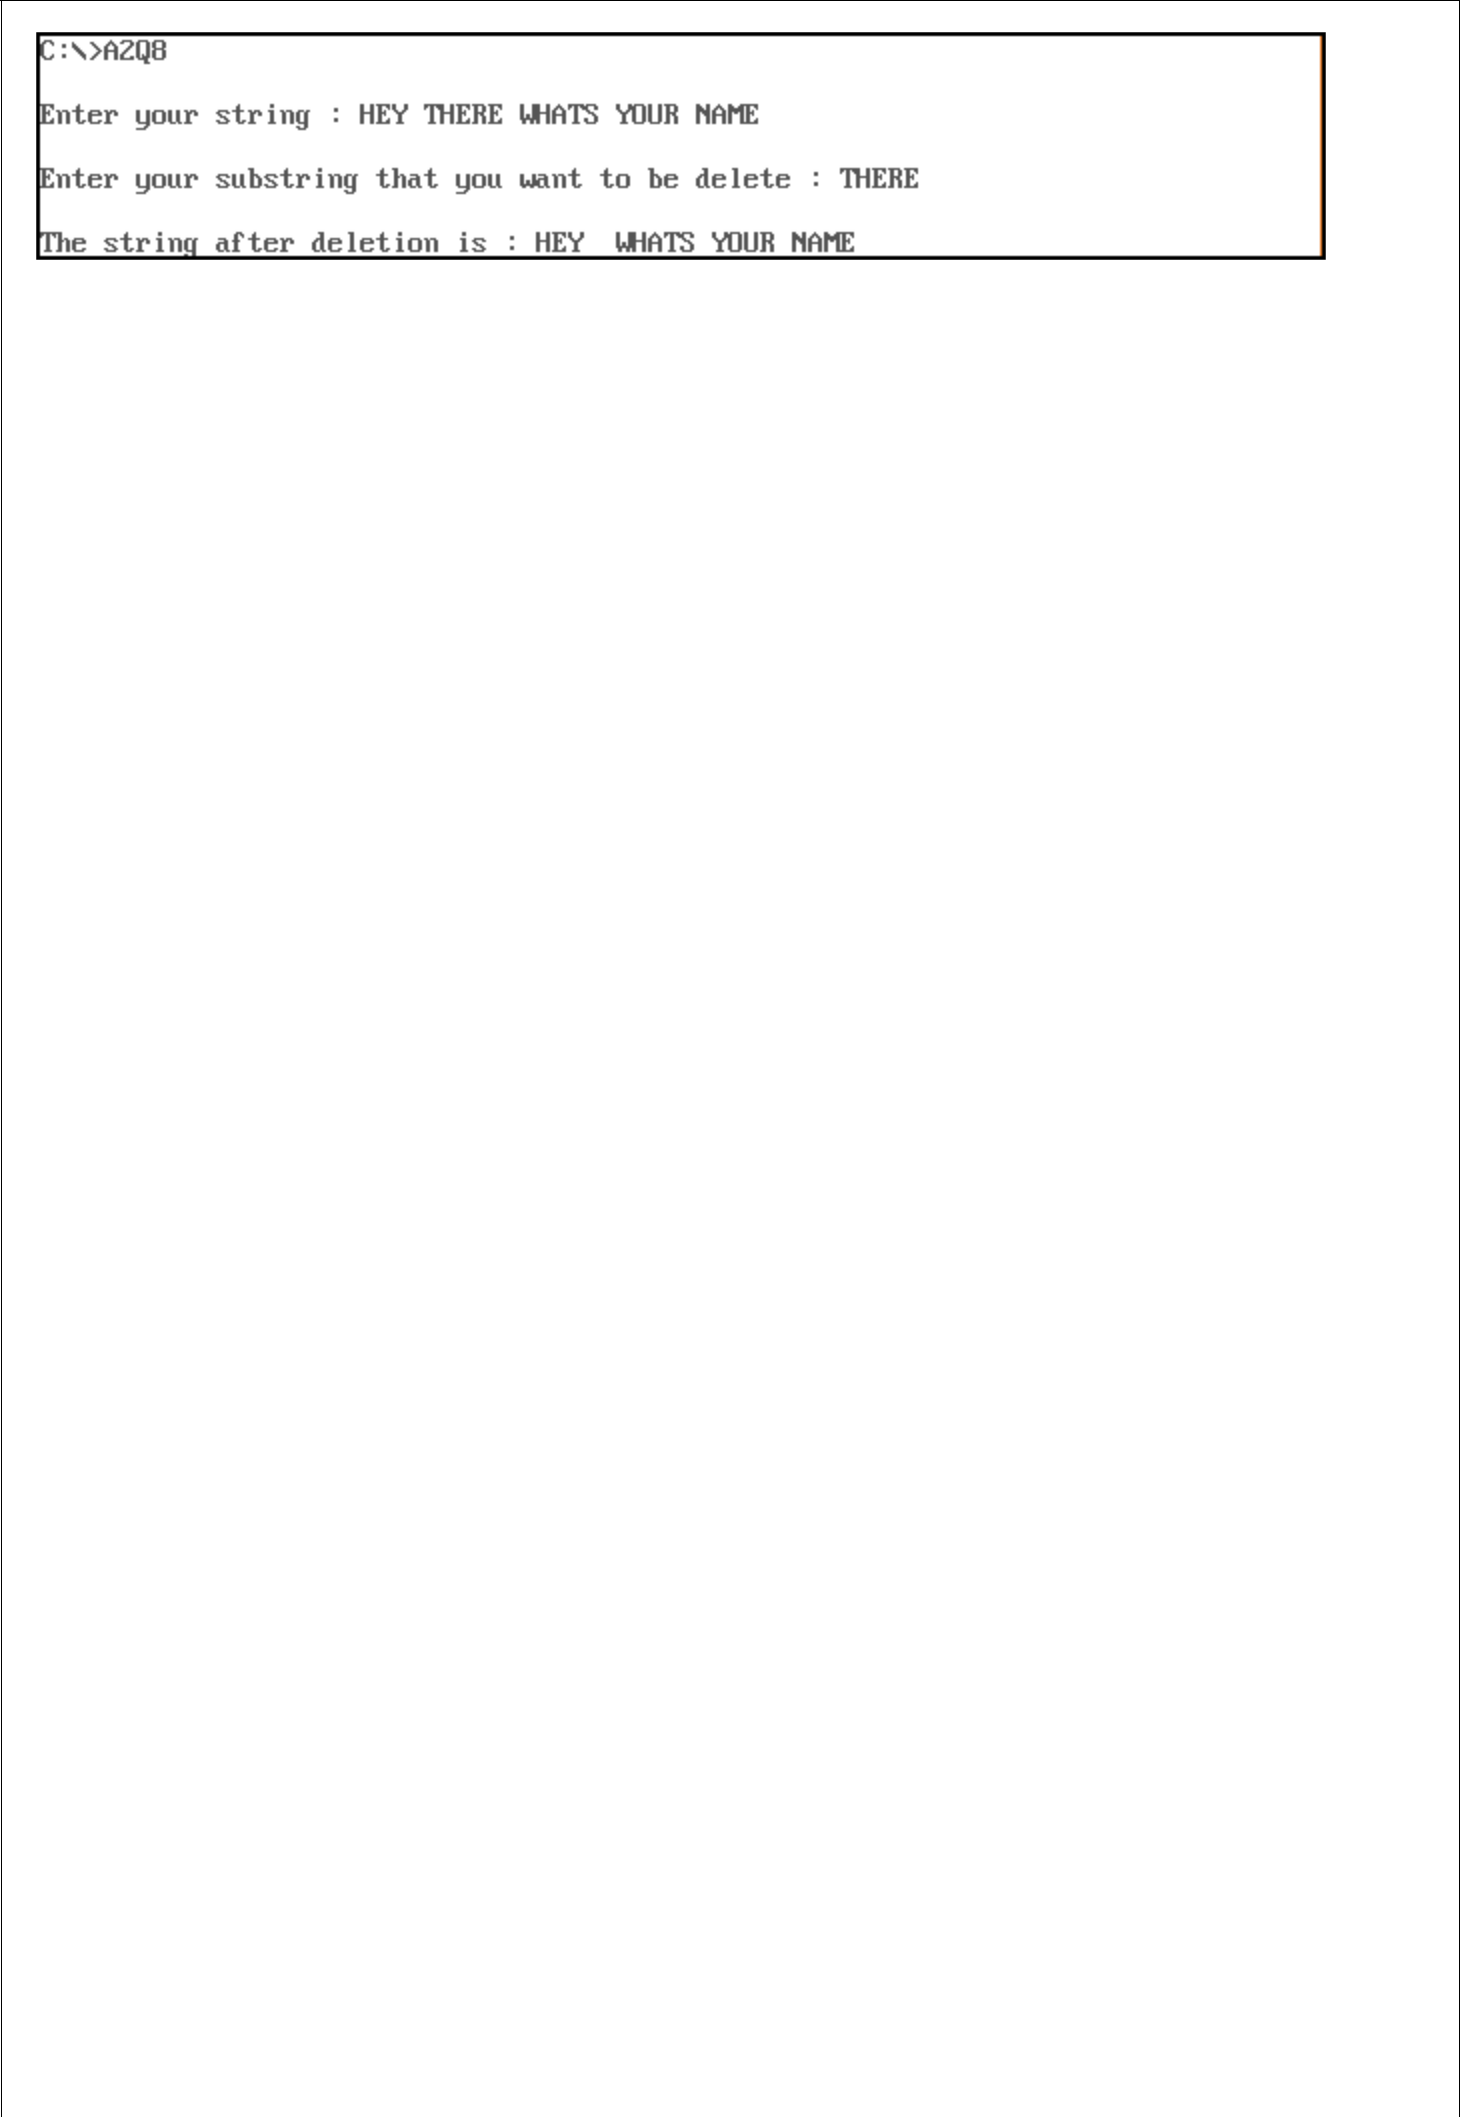 C:\>A2Q8
Enter your string : HEY THERE WHATS YOUR NAME
Enter your substring that you want to be delete : THERE
The string after deletion is : HEY  WHATS YOUR NAME